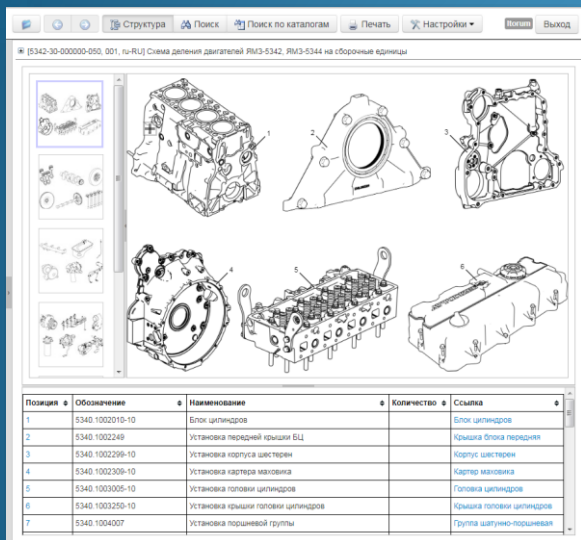 Структура Поиск Поиск по каталогам Печать Настройки Itorum Выход
[5342-30-000000-050, 001, ru-RU] Схема деления двигателей ЯМЗ-5342, ЯМЗ-5344 на сборочные единицы
1
2
3
4
5
6
Позиция Обозначение Наименование Количество Ссылка
1 5340.1002010-10 Блок цилиндров Блок цилиндров
2 5340.1002249 Установка передней крышки БЦ Крышка блока передняя
3 5340.1002299-10 Установка корпуса шестерен Корпус шестерен
4 5340.1002309-10 Установка картера маховика Картер маховика
5 5340.1003005-10 Установка головки цилиндров Головка цилиндров
6 5340.1003250-10 Установка крышки головки цилиндров Крышка головки цилиндров
7 5340.1004007 Установка поршневой группы Группа шатунно-поршневая